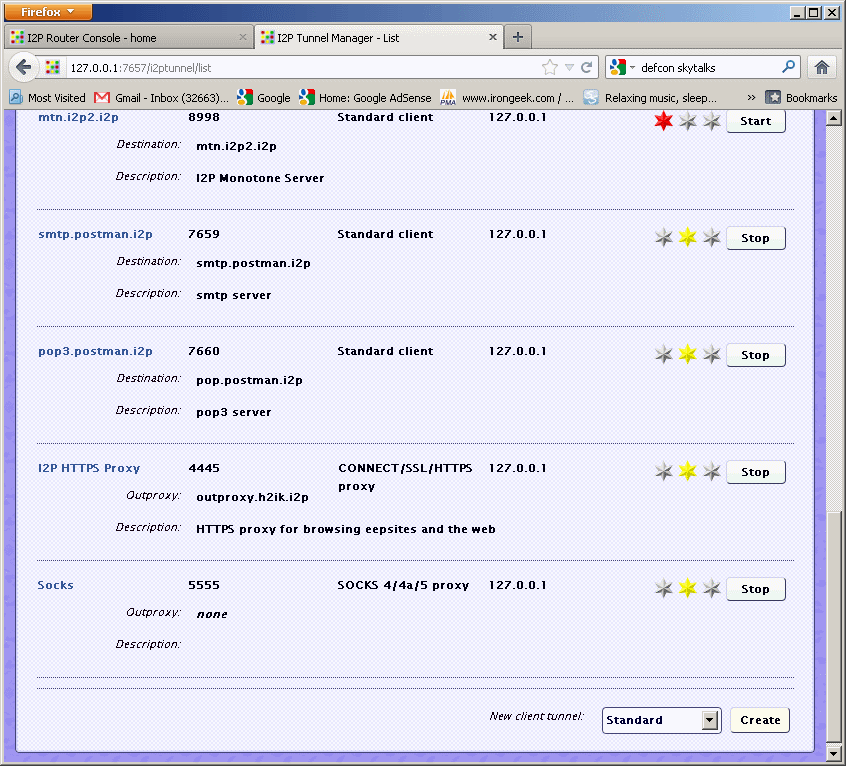 Firefox
I2P Router Console - home
I2P Tunnel Manager - List
127.0.0.1:7657/i2ptunnel/list
defcon skytalks
Most Visited Gmail - Inbox (32663)... Google Home: Google AdSense www.irongeek.com / ... Relaxing music, sleep... » Bookmarks
mtn.i2p2.i2p 8998 Standard client 127.0.0.1 Start
Destination: mtn.i2p2.i2p
Description: I2P Monotone Server
smtp.postman.i2p 7659 Standard client 127.0.0.1 Stop
Destination: smtp.postman.i2p
Description: smtp server
pop3.postman.i2p 7660 Standard client 127.0.0.1 Stop
Destination: pop.postman.i2p
Description: pop3 server
I2P HTTPS Proxy 4445 CONNECT/SSL/HTTPS proxy 127.0.0.1 Stop
Outproxy: outproxy.h2ik.i2p
Description: HTTPS proxy for browsing eepsites and the web
Socks 5555 SOCKS 4/4a/5 proxy 127.0.0.1 Stop
Outproxy: none
Description:
New client tunnel: Standard Create